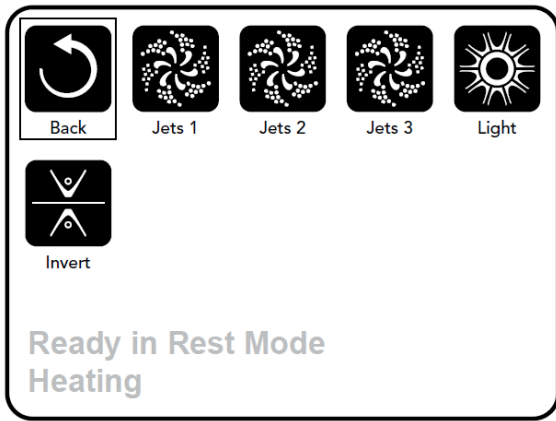 Back Jets 1 Jets 2 Jets 3 Light
Invert
Ready in Rest Mode
Heating